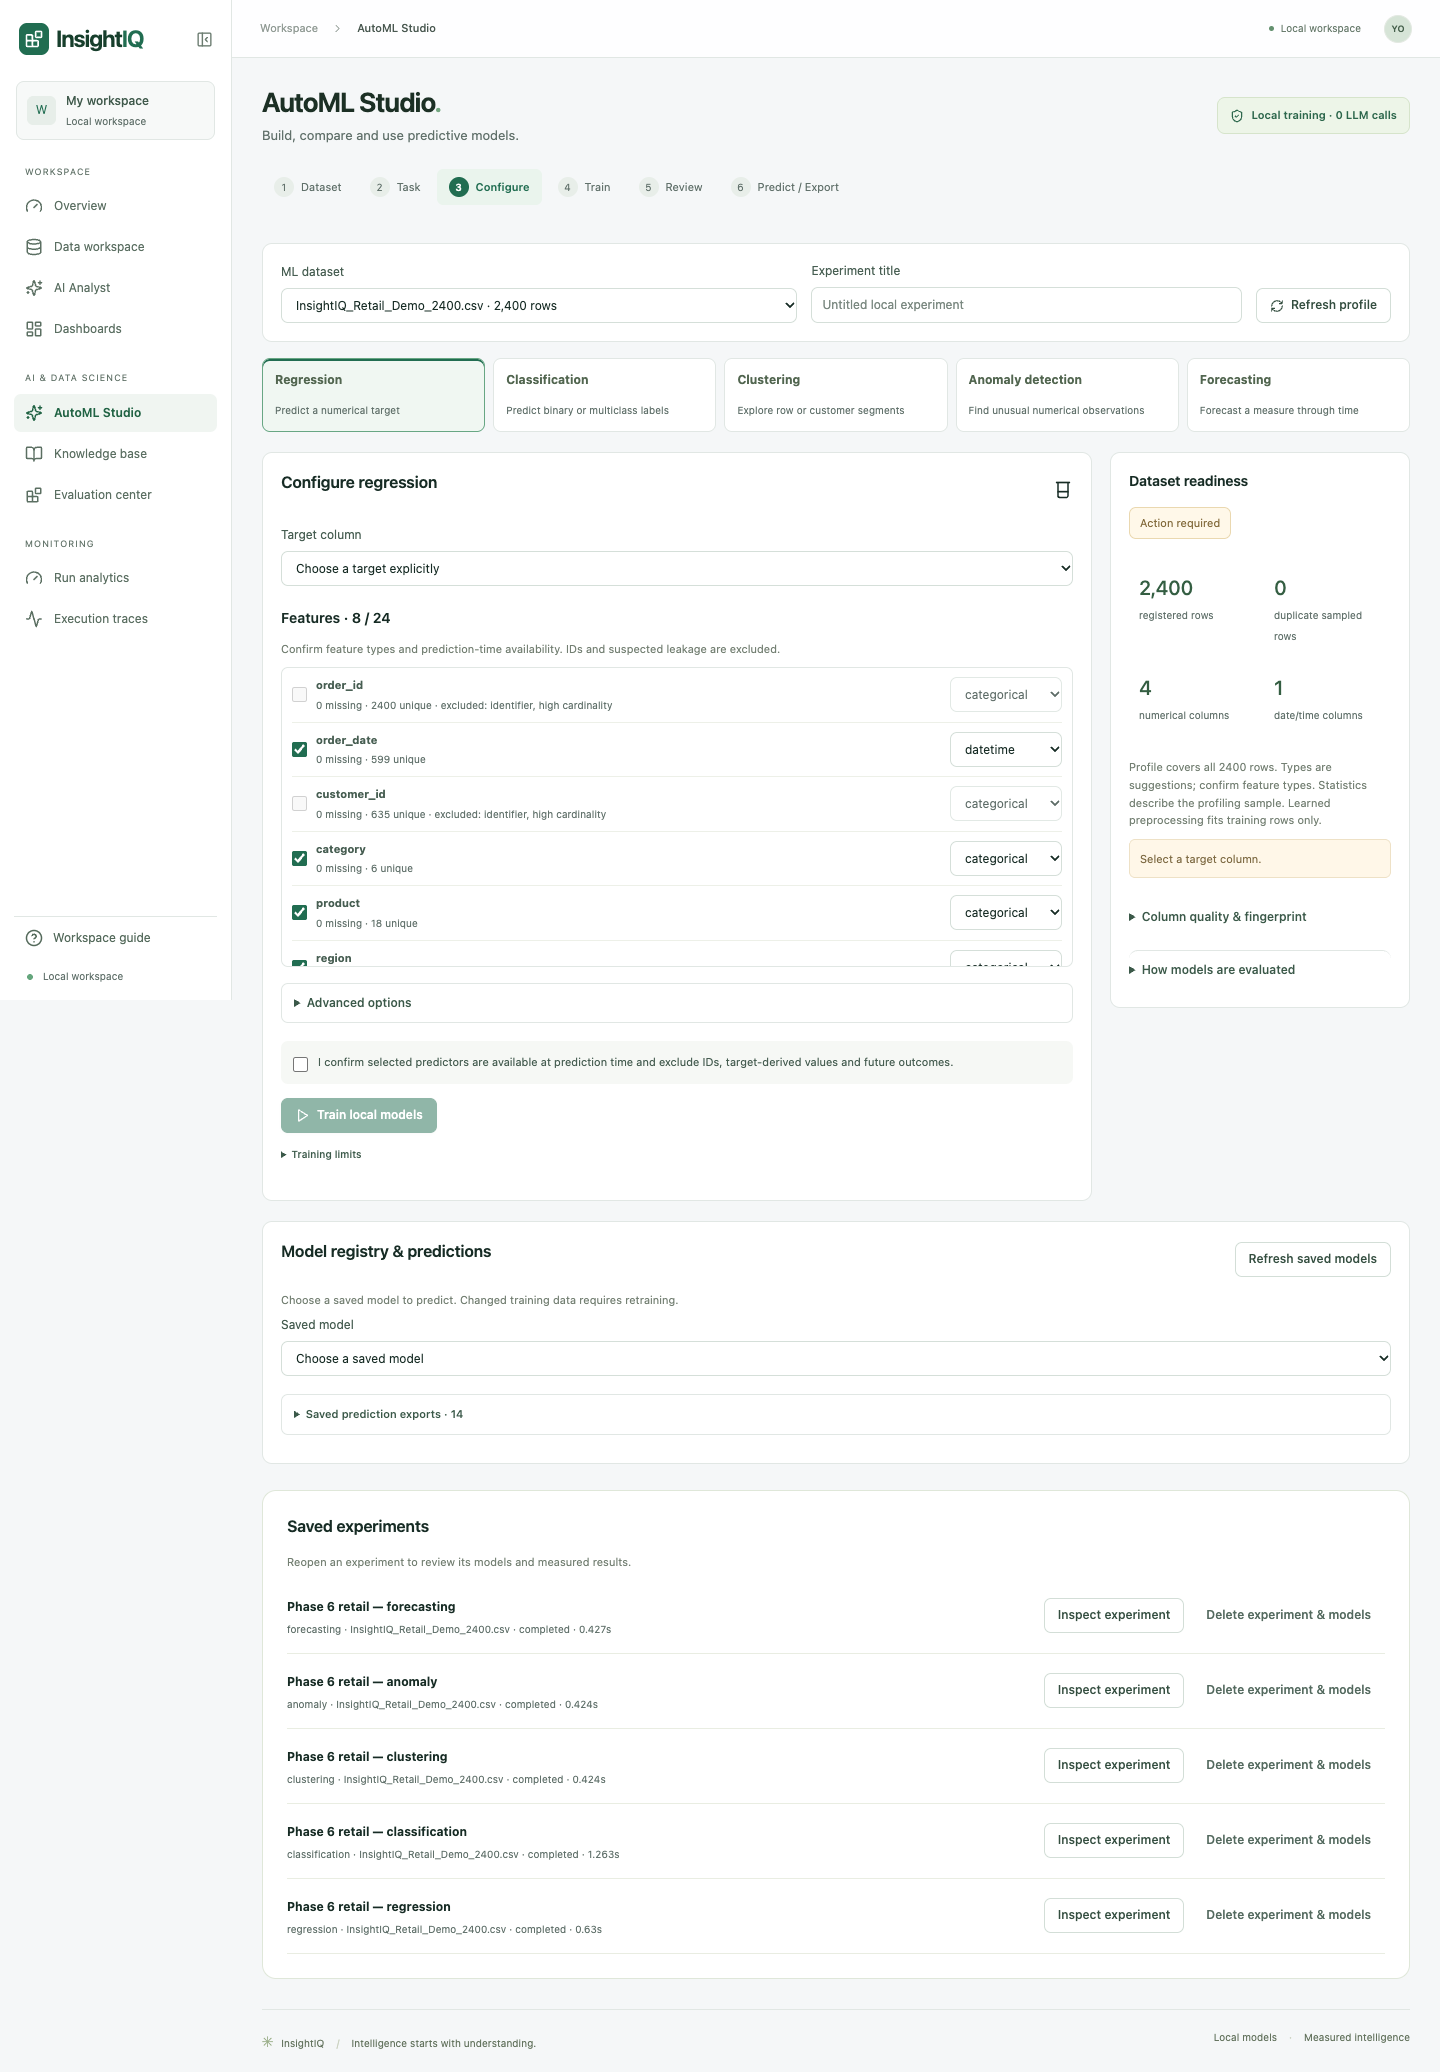 InsightIQ
W
My workspace
Local workspace
WORKSPACE
Overview
Data workspace
AI Analyst
Dashboards
AI & DATA SCIENCE
AutoML Studio
Knowledge base
Evaluation center
MONITORING
Run analytics
Execution traces
Workspace guide
Local workspace
Workspace > AutoML Studio
Local workspace
YO
AutoML Studio.
Build, compare and use predictive models.
Local training · 0 LLM calls
1 Dataset
2 Task
3 Configure
4 Train
5 Review
6 Predict / Export
ML dataset
InsightIQ_Retail_Demo_2400.csv · 2,400 rows
Experiment title
Untitled local experiment
Refresh profile
Regression
Predict a numerical target
Classification
Predict binary or multiclass labels
Clustering
Explore row or customer segments
Anomaly detection
Find unusual numerical observations
Forecasting
Forecast a measure through time
Configure regression
Target column
Choose a target explicitly
Features · 8 / 24
Confirm feature types and prediction-time availability. IDs and suspected leakage are excluded.
order_id
0 missing · 2400 unique · excluded: identifier, high cardinality
categorical
order_date
0 missing · 599 unique
datetime
customer_id
0 missing · 635 unique · excluded: identifier, high cardinality
categorical
category
0 missing · 6 unique
categorical
product
0 missing · 18 unique
categorical
region
categorical
Advanced options
I confirm selected predictors are available at prediction time and exclude IDs, target-derived values and future outcomes.
Train local models
Training limits
Dataset readiness
Action required
2,400
registered rows
0
duplicate sampled
rows
4
numerical columns
1
date/time columns
Profile covers all 2400 rows. Types are
suggestions; confirm feature types. Statistics
describe the profiling sample. Learned
preprocessing fits training rows only.
Select a target column.
Column quality & fingerprint
How models are evaluated
Model registry & predictions
Refresh saved models
Choose a saved model to predict. Changed training data requires retraining.
Saved model
Choose a saved model
Saved prediction exports · 14
Saved experiments
Reopen an experiment to review its models and measured results.
Phase 6 retail — forecasting
forecasting · InsightIQ_Retail_Demo_2400.csv · completed · 0.427s
Inspect experiment
Delete experiment & models
Phase 6 retail — anomaly
anomaly · InsightIQ_Retail_Demo_2400.csv · completed · 0.424s
Inspect experiment
Delete experiment & models
Phase 6 retail — clustering
clustering · InsightIQ_Retail_Demo_2400.csv · completed · 0.424s
Inspect experiment
Delete experiment & models
Phase 6 retail — classification
classification · InsightIQ_Retail_Demo_2400.csv · completed · 1.263s
Inspect experiment
Delete experiment & models
Phase 6 retail — regression
regression · InsightIQ_Retail_Demo_2400.csv · completed · 0.63s
Inspect experiment
Delete experiment & models
InsightIQ / Intelligence starts with understanding.
Local models · Measured intelligence